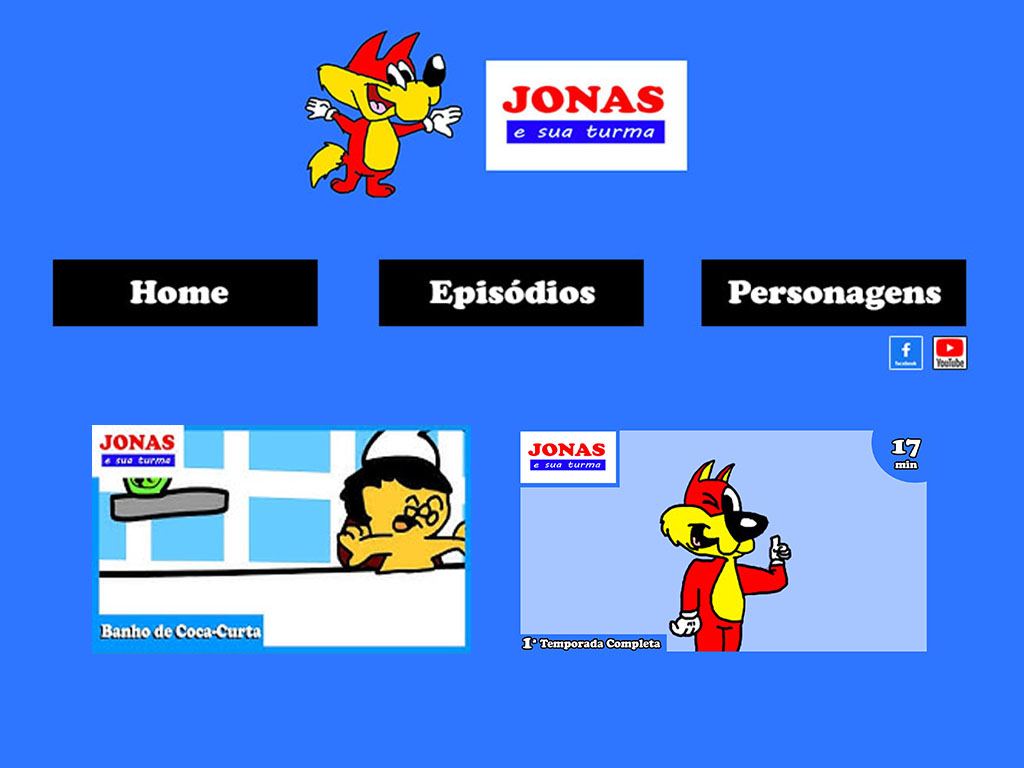 JONAS
e sua turma
Home
Episódios
Personagens
facebook
YouTube
JONAS
e sua turma
Banho de Coca-Curta
JONAS
e sua turma
17
min
1ª Temporada Completa